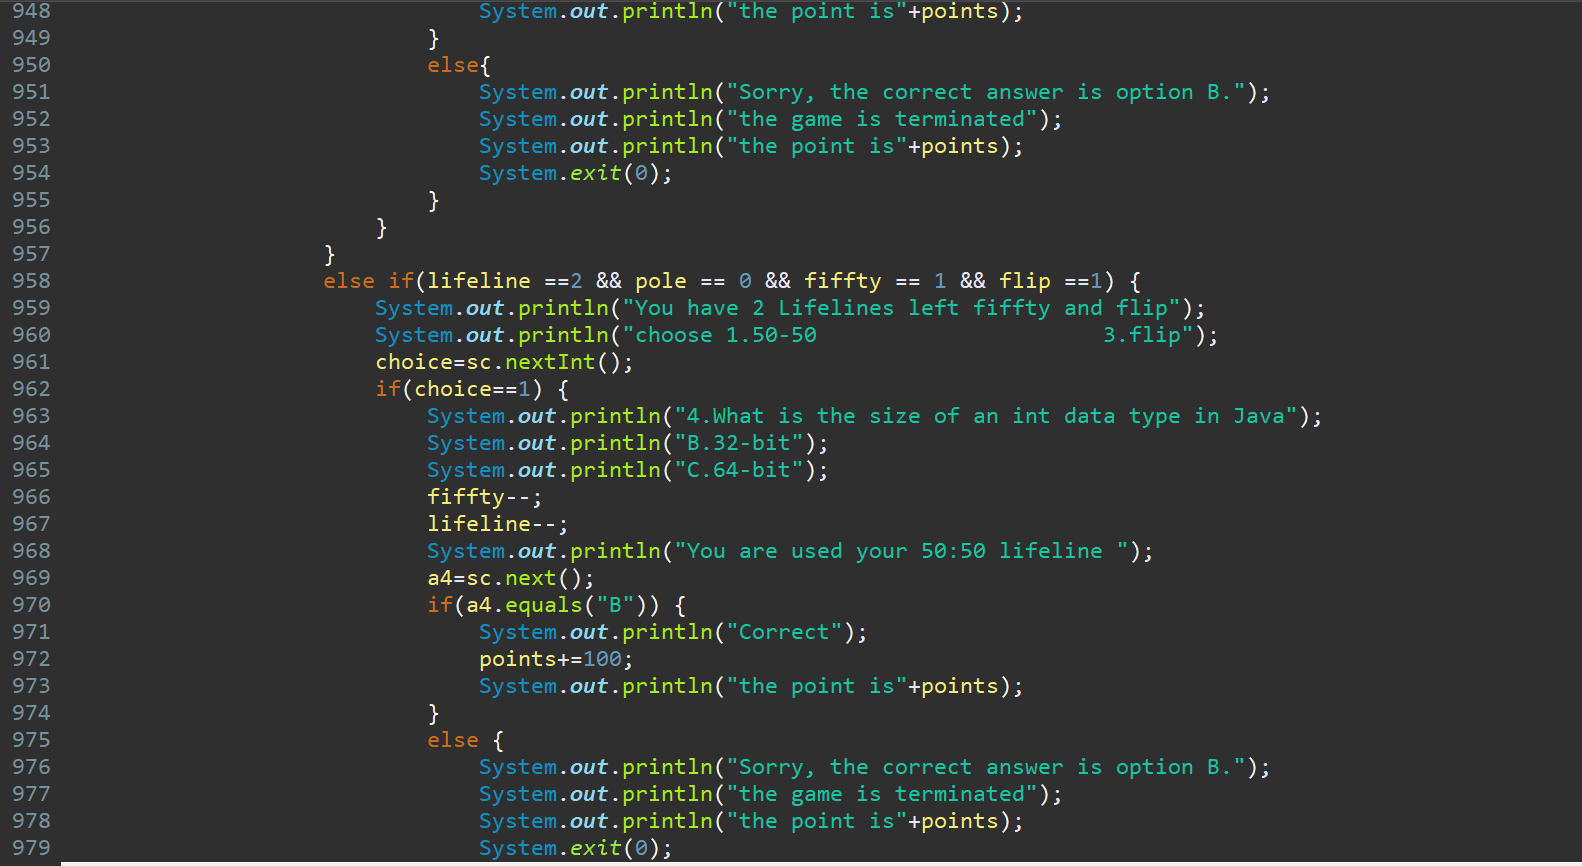 948 System.out.println("the point is"+points);
949 }
950 else{
951 System.out.println("Sorry, the correct answer is option B.");
952 System.out.println("the game is terminated");
953 System.out.println("the point is"+points);
954 System.exit(0);
955 }
956 }
957 }
958 else if(lifeline ==2 && pole == 0 && fiffty == 1 && flip ==1) {
959 System.out.println("You have 2 Lifelines left fiffty and flip");
960 System.out.println("choose 1.50-50                      3.flip");
961 choice=sc.nextInt();
962 if(choice==1) {
963 System.out.println("4.What is the size of an int data type in Java");
964 System.out.println("B.32-bit");
965 System.out.println("C.64-bit");
966 fiffty--;
967 lifeline--;
968 System.out.println("You are used your 50:50 lifeline ");
969 a4=sc.next();
970 if(a4.equals("B")) {
971 System.out.println("Correct");
972 points+=100;
973 System.out.println("the point is"+points);
974 }
975 else {
976 System.out.println("Sorry, the correct answer is option B.");
977 System.out.println("the game is terminated");
978 System.out.println("the point is"+points);
979 System.exit(0);